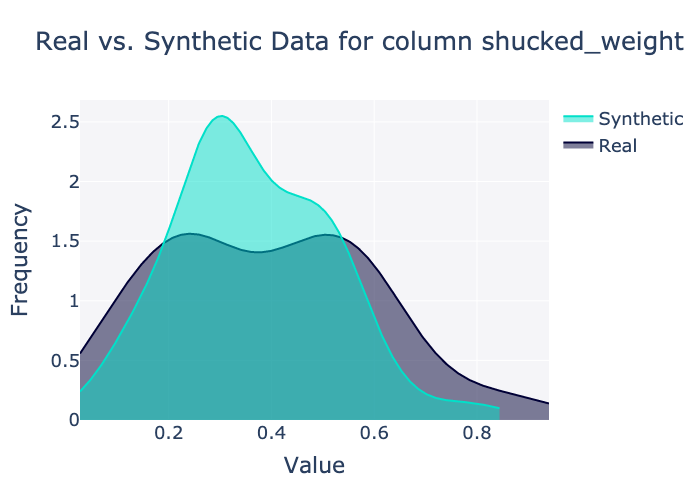 Real vs. Synthetic Data for column shucked_weight
Synthetic
Real
2.5
2
1.5
1
0.5
0
Frequency
0.2
0.4
0.6
0.8
Value